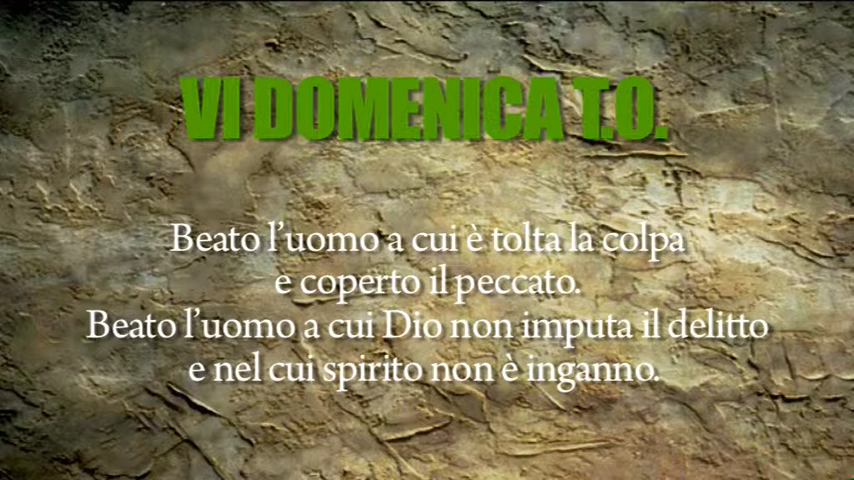 VI DOMENICA T.O.
Beato l'uomo a cui è tolta la colpa
e coperto il peccato.
Beato l'uomo a cui Dio non imputa il delitto
e nel cui spirito non è inganno.